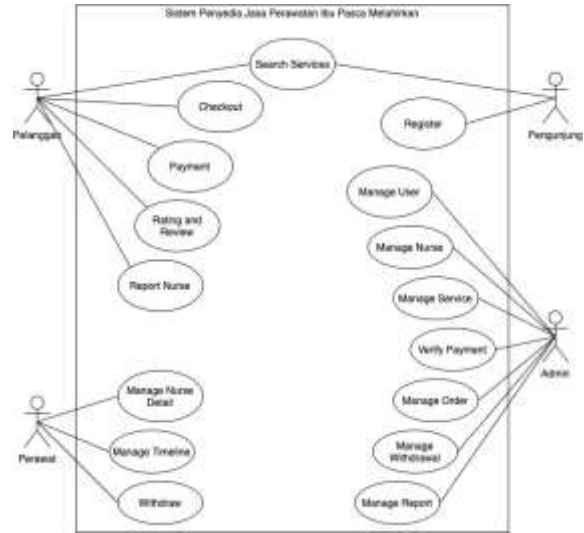 Sistem Penyedia Jasa Perawatan Ibu Pasca Melahirkan
Search Services
Checkout
Pelanggan
Register
Pengunjung
Payment
Manage User
Rating and
Review
Manage Nurse
Report Nurse
Manage Service
Verify Payment
Admin
Manage Nurse
Detail
Manage Order
Manage Timeline
Perawat
Manage
Withdrawal
Withdraw
Manage Report